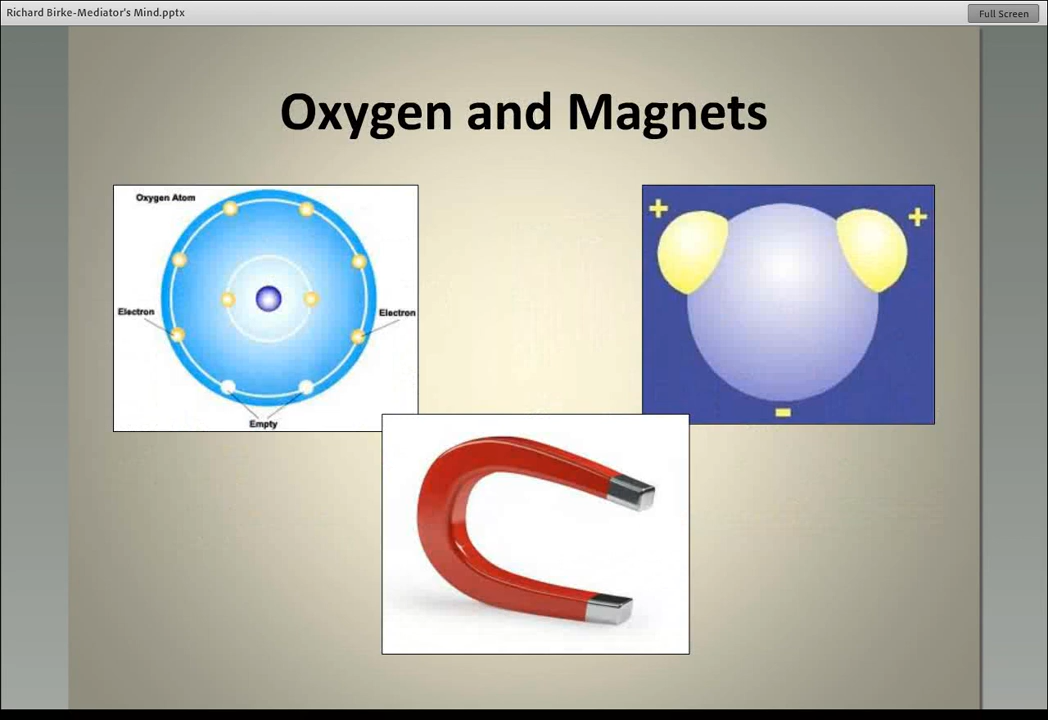 Richard Birke-Mediator's Mind.pptx
Full Screen
Oxygen and Magnets
Oxygen Atom
Electron
Electron
Empty
+
+
-